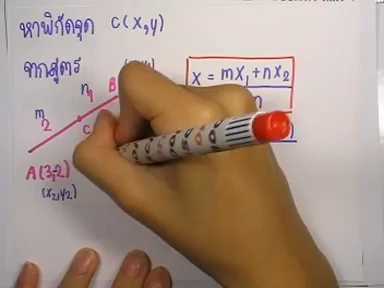 หาพิกัดจุด C(x,y)
จากสูตร
x = mx₁ + nx₂
n
n 1
B
m 2
C
A(3,-2)
(x₂,y₂)